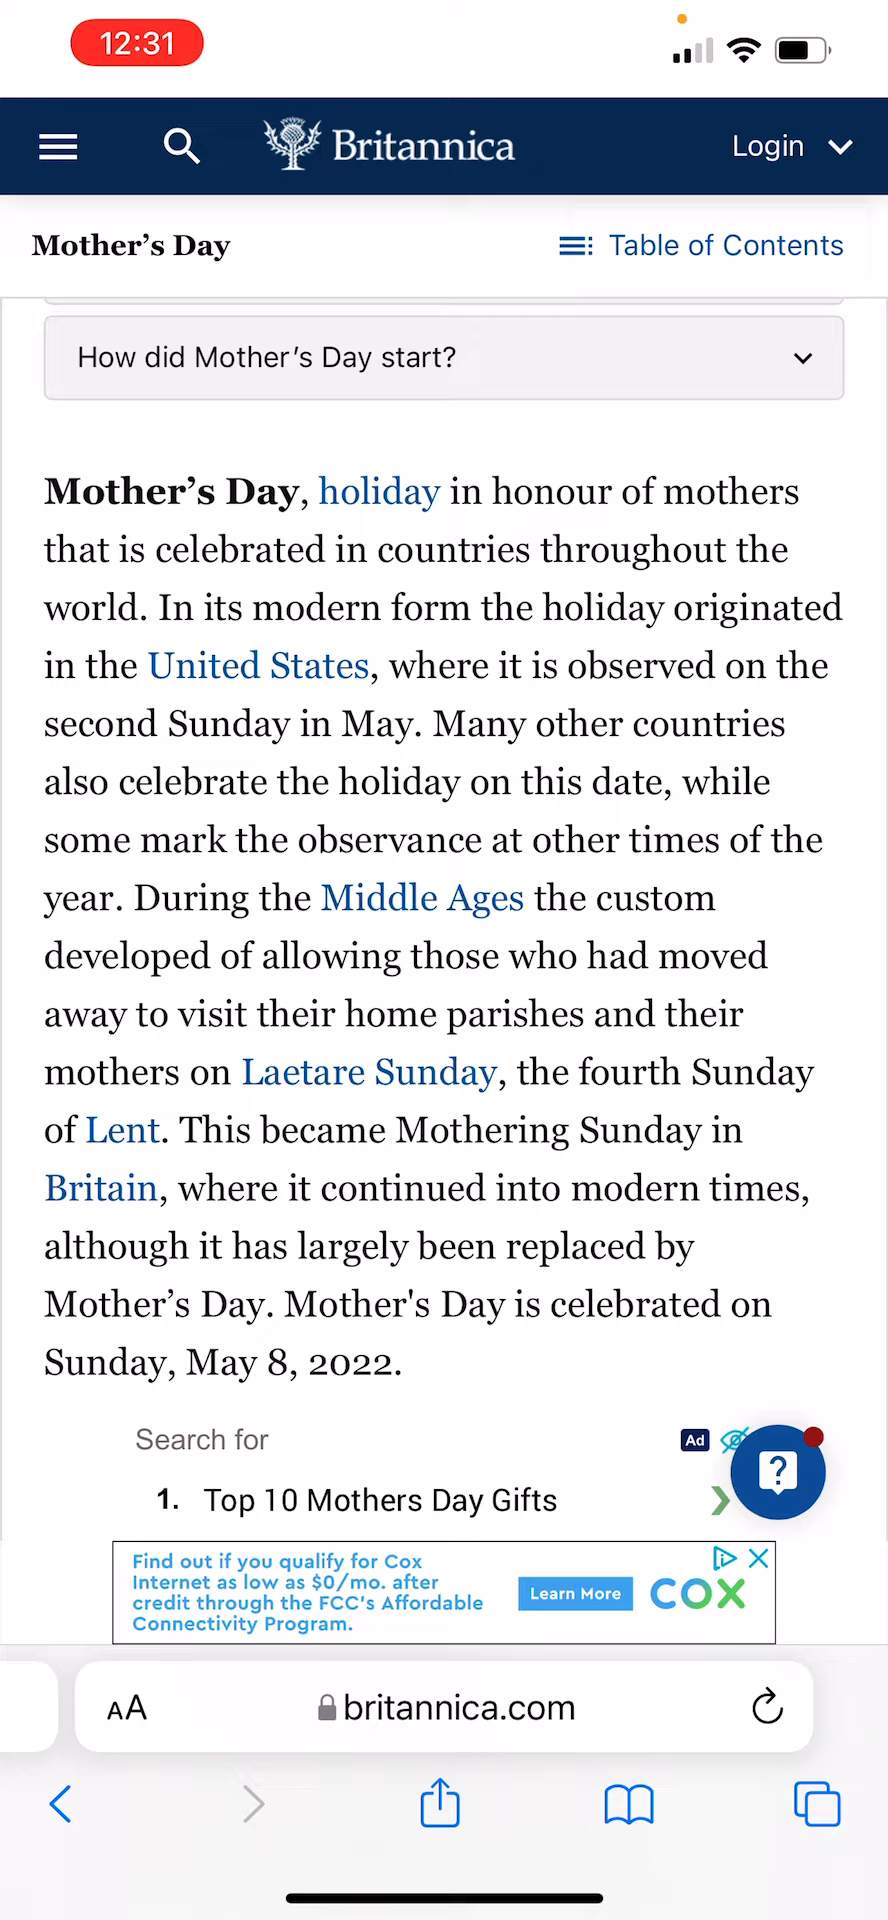 12:31
Britannica
Login
Mother’s Day
Table of Contents
How did Mother’s Day start?
Mother’s Day, holiday in honour of mothers
that is celebrated in countries throughout the
world. In its modern form the holiday originated
in the United States, where it is observed on the
second Sunday in May. Many other countries
also celebrate the holiday on this date, while
some mark the observance at other times of the
year. During the Middle Ages the custom
developed of allowing those who had moved
away to visit their home parishes and their
mothers on Laetare Sunday, the fourth Sunday
of Lent. This became Mothering Sunday in
Britain, where it continued into modern times,
although it has largely been replaced by
Mother’s Day. Mother's Day is celebrated on
Sunday, May 8, 2022.
Search for
Ad
?
1. Top 10 Mothers Day Gifts
Find out if you qualify for Cox
Internet as low as $0/mo. after
credit through the FCC's Affordable
Connectivity Program.
Learn More
COX
AA
britannica.com